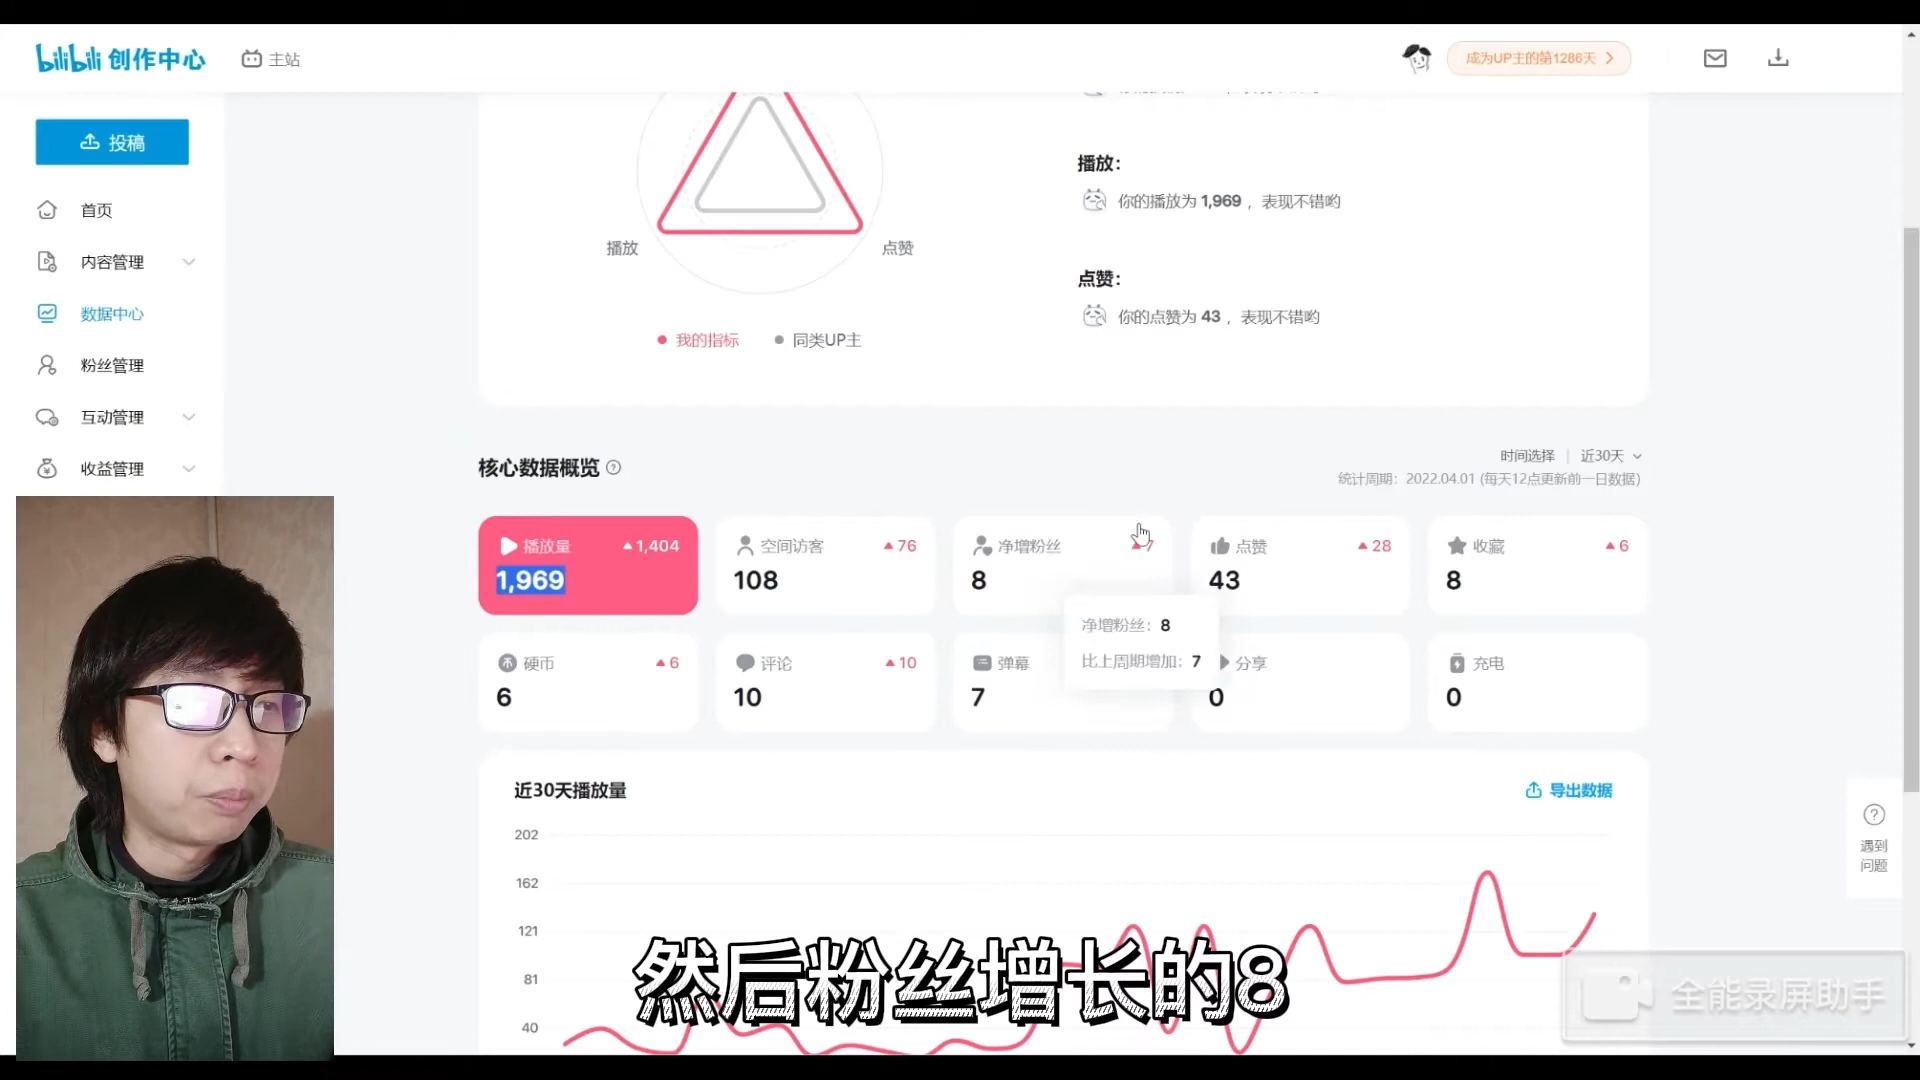 bilibili 创作中心
主站
成为UP主的第1286天
投稿
首页
内容管理
数据中心
粉丝管理
互动管理
收益管理
播放
点赞
我的指标
同类UP主
播放：
你的播放为 1,969 ，表现不错哟
点赞：
你的点赞为 43 ，表现不错哟
核心数据概览
时间选择 | 近30天
统计周期：2022.04.01 (每天12点更新前一日数据)
播放量 1,404
1,969
空间访客 76
108
净增粉丝 7
8
点赞 28
43
收藏 6
8
硬币 6
6
评论 10
10
弹幕
7
分享
0
充电
0
净增粉丝：8
比上周期增加：7
近30天播放量
导出数据
202
162
121
81
40
遇到
问题
然后粉丝增长的8
全能录屏助手